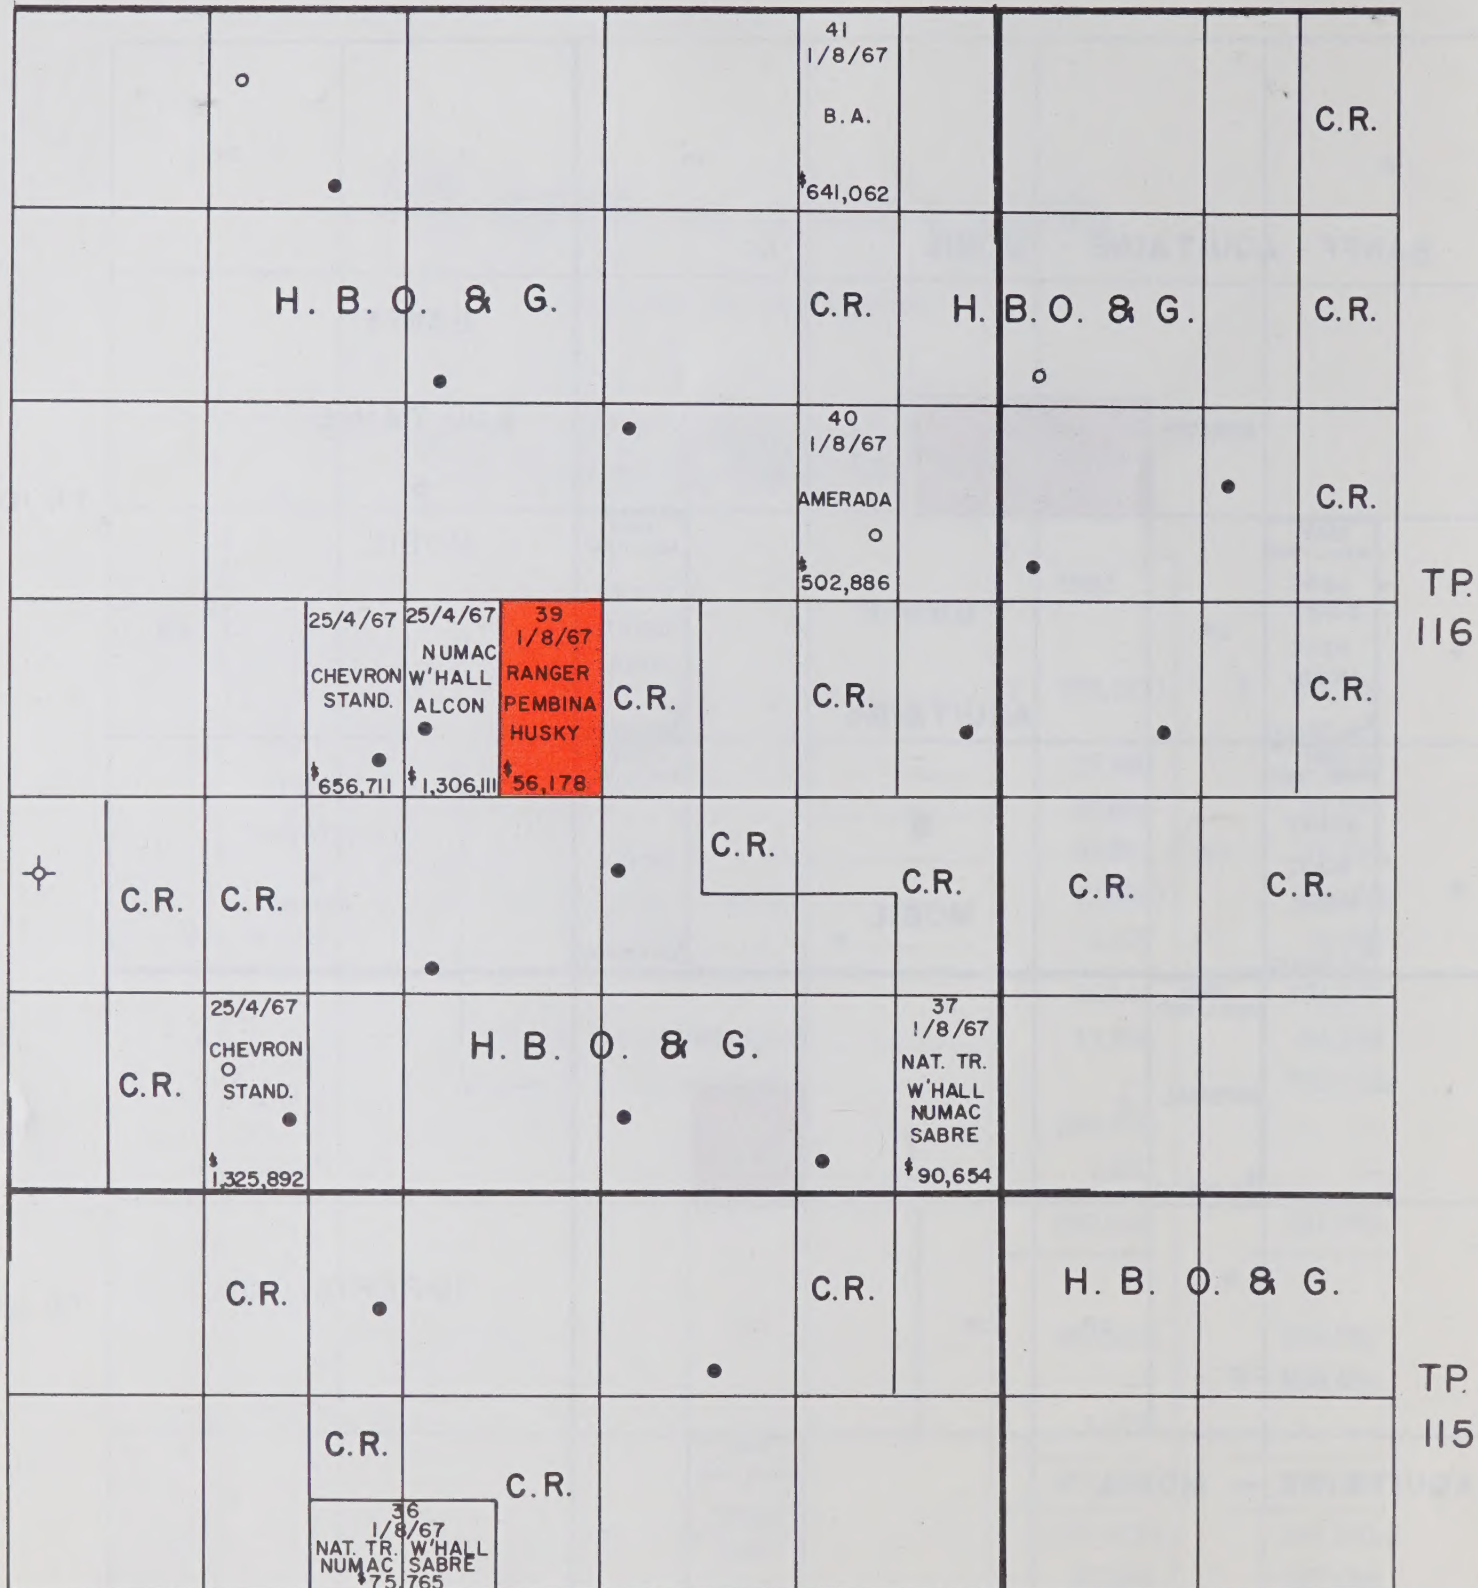 41
1/8/67
B. A.
$641,062
C.R.
H. B. O. & G.
C.R.
H. B. O. & G.
C.R.
40
1/8/67
AMERADA
$502,886
C.R.
TP.
116
25/4/67
CHEVRON
STAND.
$656,711
25/4/67
NUMAC
W'HALL
ALCON
$1,306,111
39
1/8/67
RANGER
PEMBINA
HUSKY
$56,178
C.R.
C.R.
C.R.
C.R.
C.R.
C.R.
C.R.
C.R.
C.R.
C.R.
25/4/67
CHEVRON
STAND.
$1,325,892
H. B. O. & G.
37
1/8/67
NAT. TR.
W'HALL
NUMAC
SABRE
$90,654
C.R.
C.R.
H. B. O. & G.
TP.
115
C.R.
C.R.
36
1/8/67
NAT. TR. W'HALL
NUMAC SABRE
$75,765